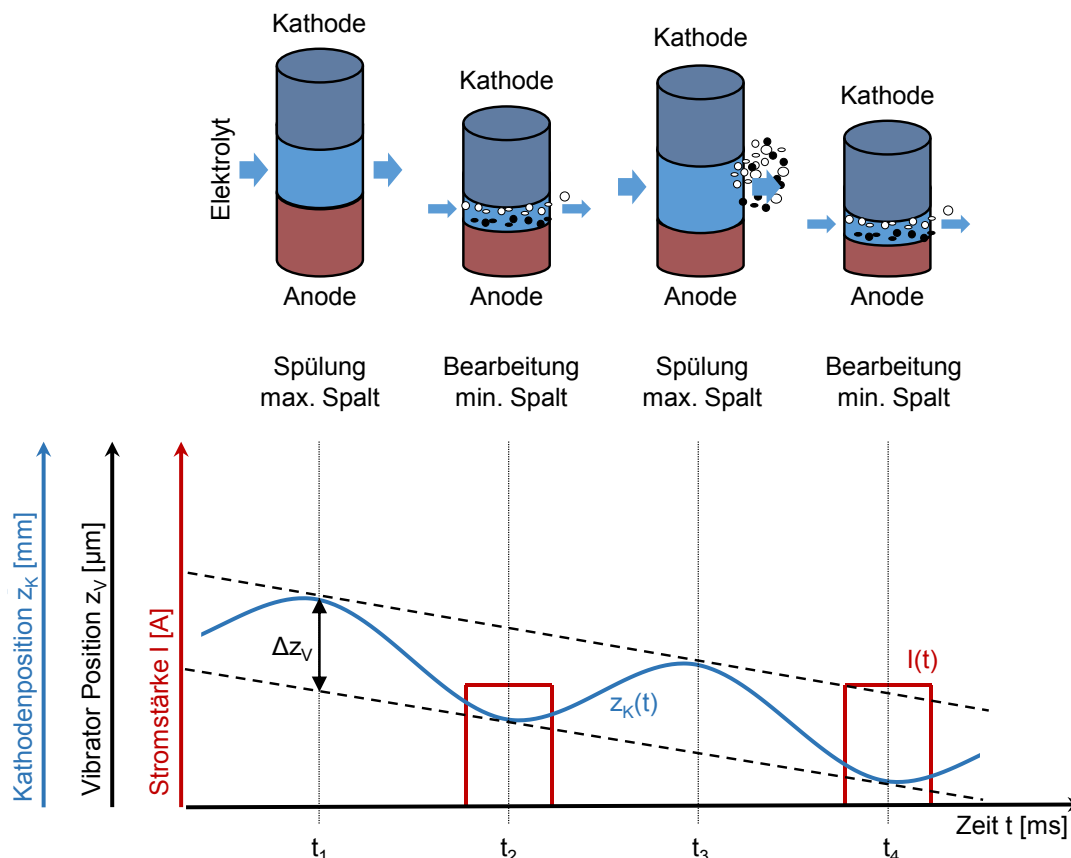 Kathode
Kathode
Kathode
Kathode
Elektrolyt
Anode
Anode
Anode
Anode
Spülung
max. Spalt
Bearbeitung
min. Spalt
Spülung
max. Spalt
Bearbeitung
min. Spalt
Kathodenposition z_K [mm]
Vibrator Position z_V [µm]
Stromstärke I [A]
Δz_V
z_K(t)
I(t)
Zeit t [ms]
t_1
t_2
t_3
t_4